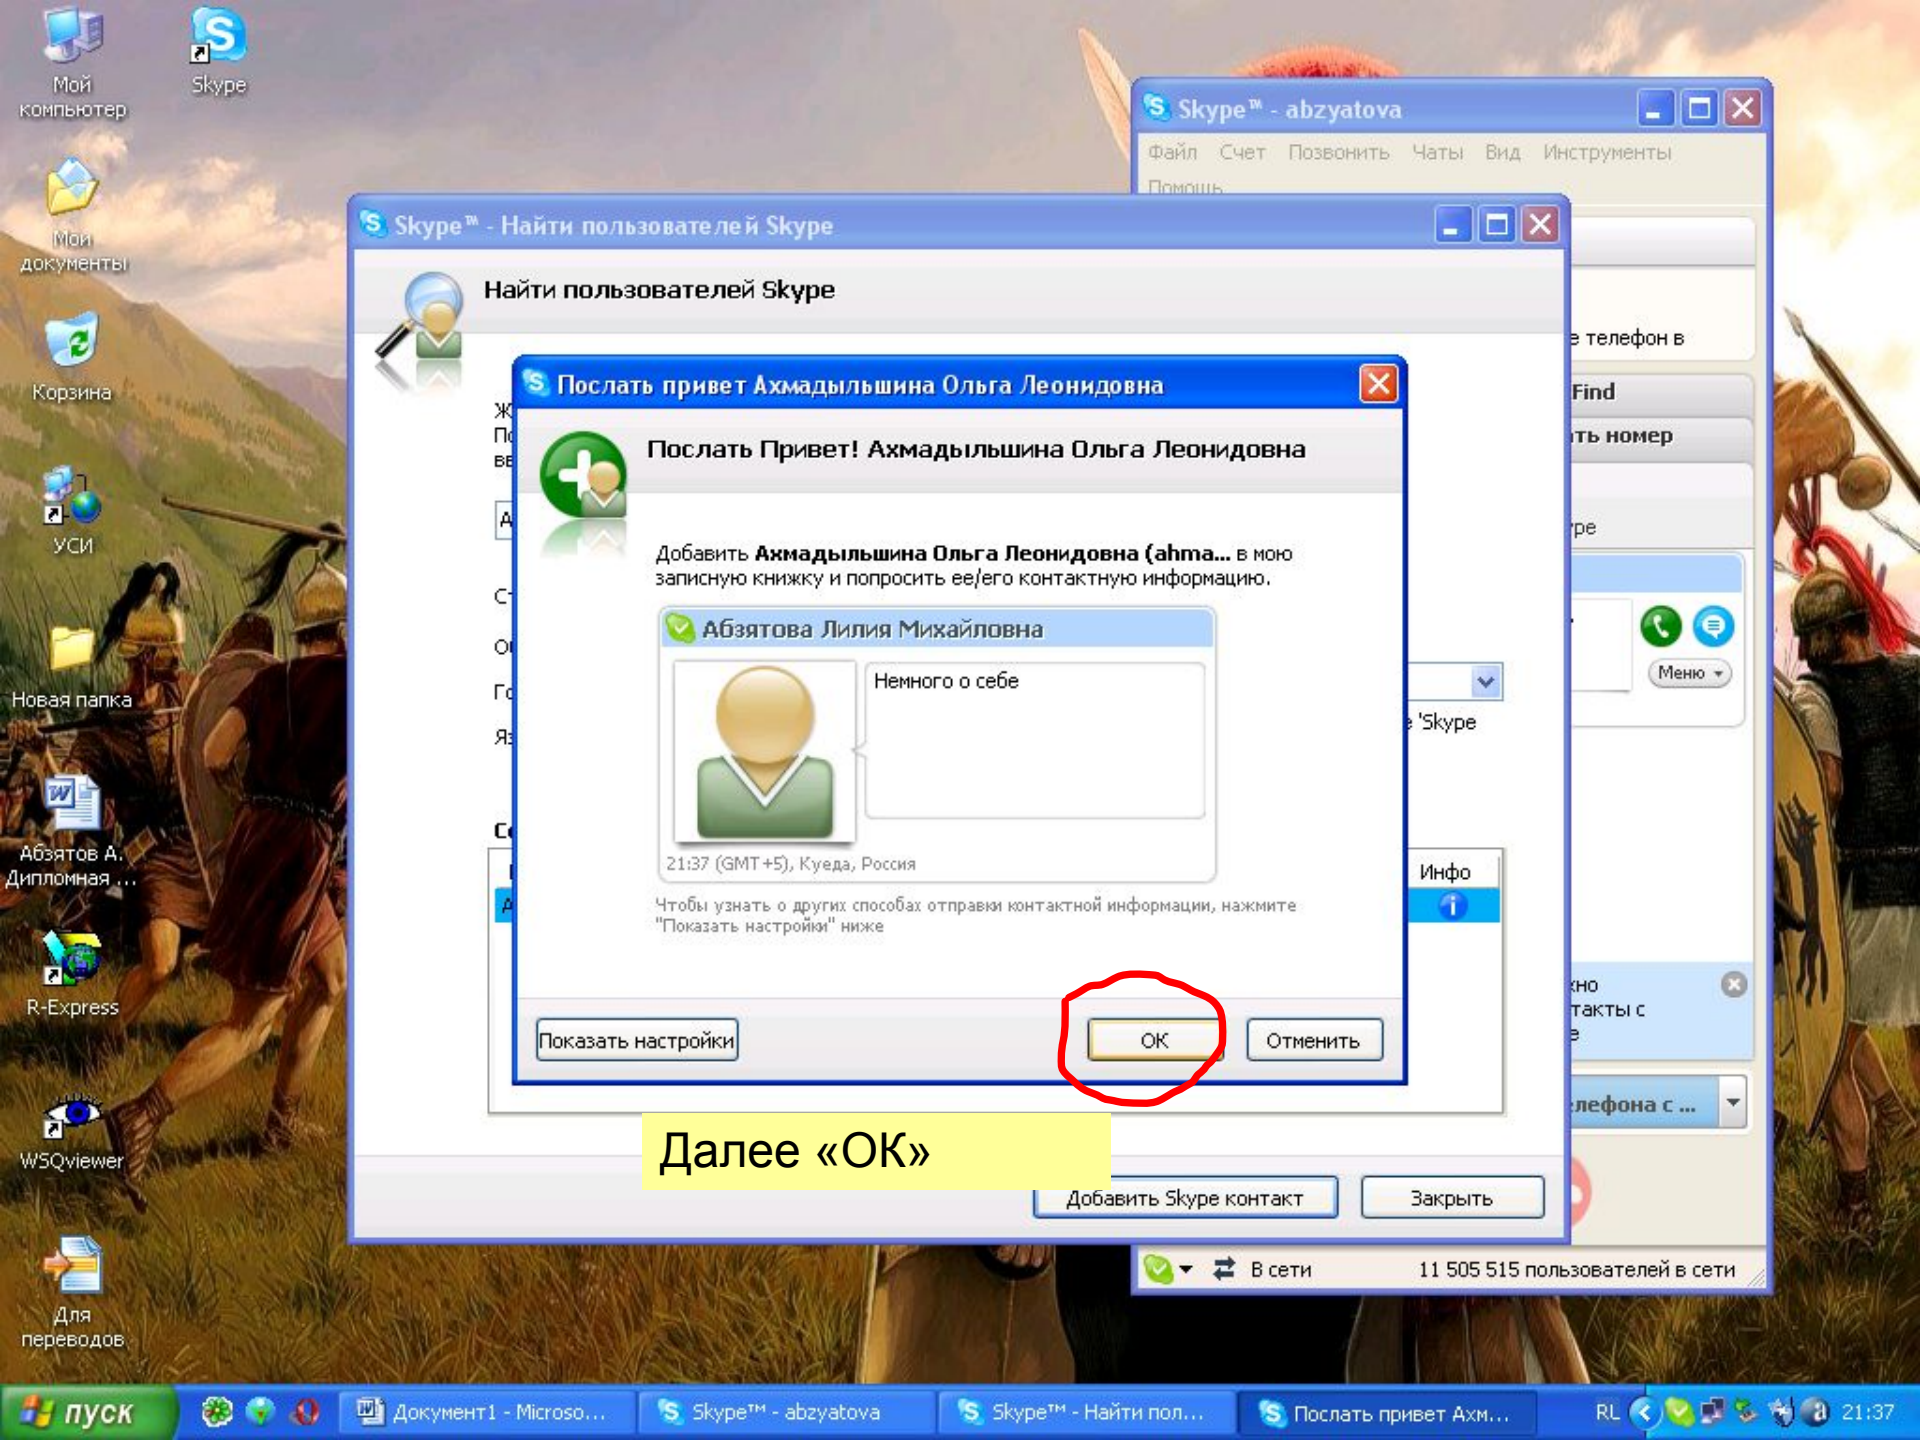 Мой
компьютер
Skype
Мои
документы
Корзина
УСИ
Новая папка
Абзятов А.
Дипломная ...
R-Express
WSQviewer
Для
переводов
Skype™ - abzyatova
Файл Счет Позвонить Чаты Вид Инструменты
Помощь
е телефон в
Find
ть номер
ype
Меню
такты с
лефона с ...
В сети
11 505 515 пользователей в сети
Skype™ - Найти пользователей Skype
Найти пользователей Skype
е 'Skype
Инфо
Добавить Skype контакт
Закрыть
Послать привет Ахмадыльшина Ольга Леонидовна
Послать Привет! Ахмадыльшина Ольга Леонидовна
Добавить Ахмадыльшина Ольга Леонидовна (ahma... в мою
записную книжку и попросить ее/его контактную информацию.
Абзятова Лилия Михайловна
Немного о себе
21:37 (GMT+5), Куеда, Россия
Чтобы узнать о других способах отправки контактной информации, нажмите
"Показать настройки" ниже
Показать настройки
ОК
Отменить
Далее «ОК»
пуск
Документ1 - Microso...
Skype™ - abzyatova
Skype™ - Найти пол...
Послать привет Ахм...
RL
21:37